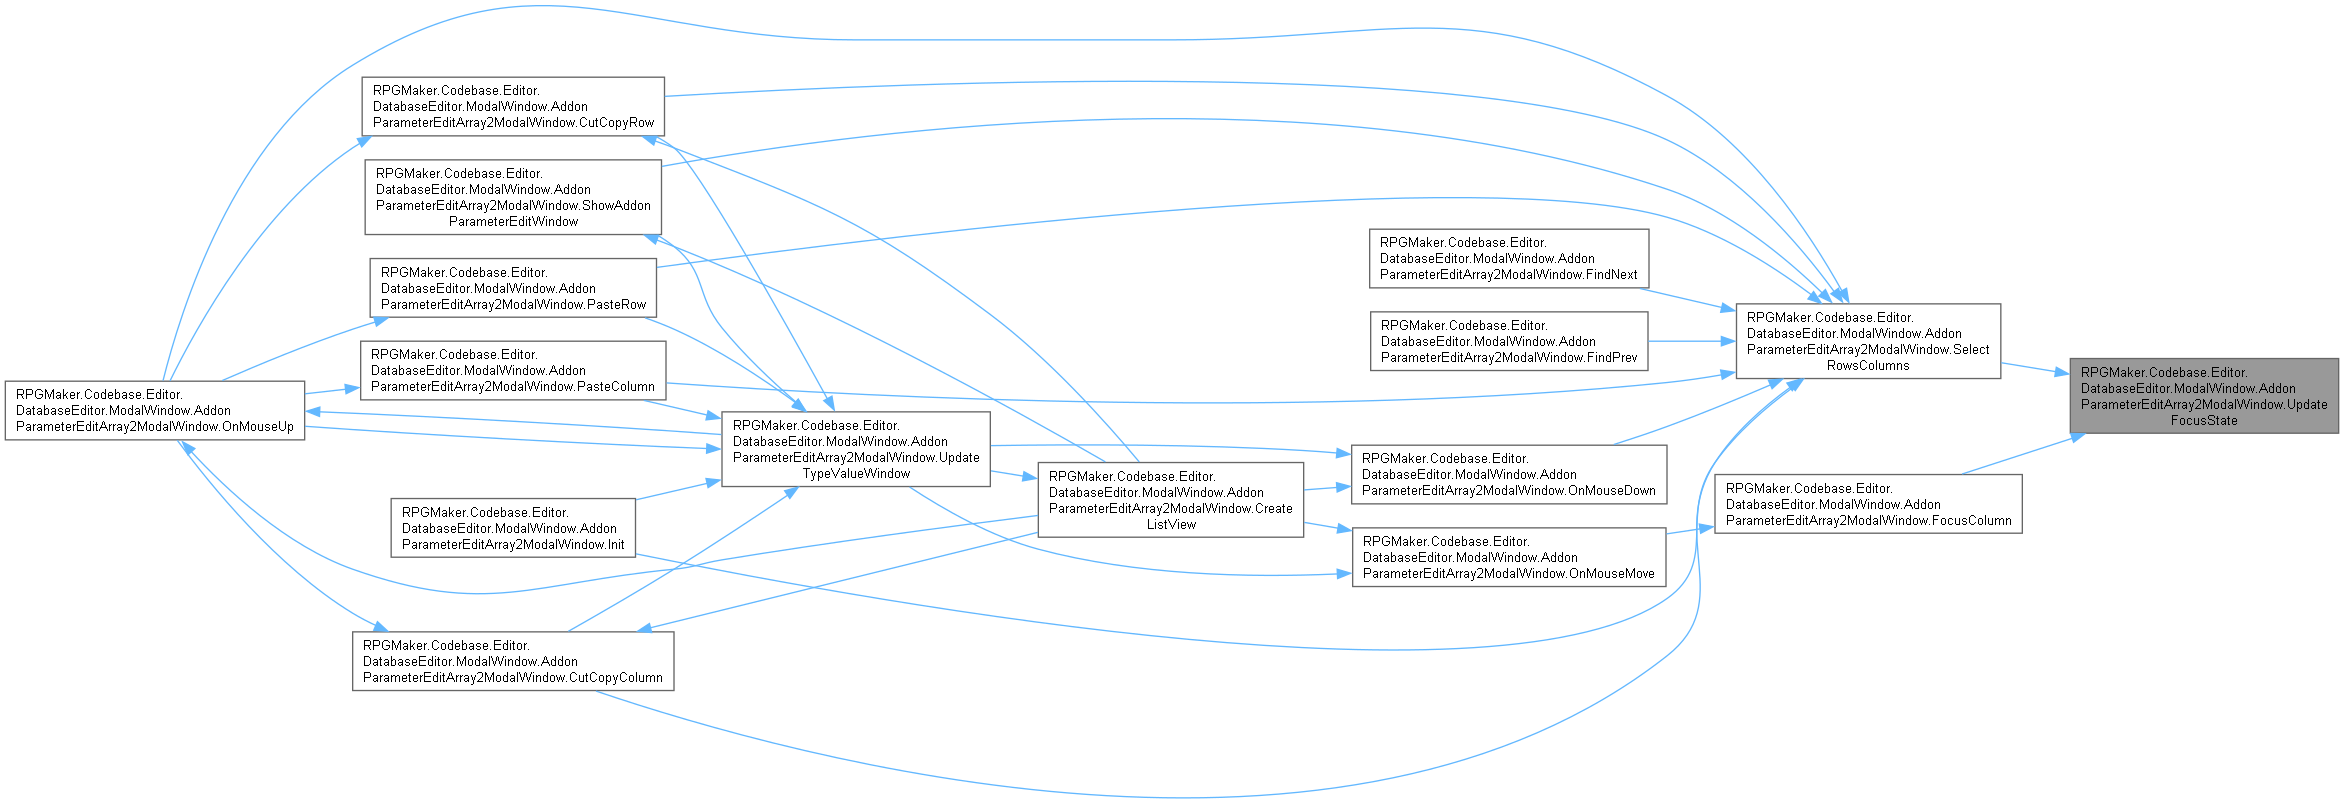 RPGMaker.Codebase.Editor.
DatabaseEditor.ModalWindow.Addon
ParameterEditArray2ModalWindow.CutCopyRow
RPGMaker.Codebase.Editor.
DatabaseEditor.ModalWindow.Addon
ParameterEditArray2ModalWindow.ShowAddon
ParameterEditWindow
RPGMaker.Codebase.Editor.
DatabaseEditor.ModalWindow.Addon
ParameterEditArray2ModalWindow.PasteRow
RPGMaker.Codebase.Editor.
DatabaseEditor.ModalWindow.Addon
ParameterEditArray2ModalWindow.PasteColumn
RPGMaker.Codebase.Editor.
DatabaseEditor.ModalWindow.Addon
ParameterEditArray2ModalWindow.OnMouseUp
RPGMaker.Codebase.Editor.
DatabaseEditor.ModalWindow.Addon
ParameterEditArray2ModalWindow.Init
RPGMaker.Codebase.Editor.
DatabaseEditor.ModalWindow.Addon
ParameterEditArray2ModalWindow.CutCopyColumn
RPGMaker.Codebase.Editor.
DatabaseEditor.ModalWindow.Addon
ParameterEditArray2ModalWindow.Update
TypeValueWindow
RPGMaker.Codebase.Editor.
DatabaseEditor.ModalWindow.Addon
ParameterEditArray2ModalWindow.Create
ListView
RPGMaker.Codebase.Editor.
DatabaseEditor.ModalWindow.Addon
ParameterEditArray2ModalWindow.FindNext
RPGMaker.Codebase.Editor.
DatabaseEditor.ModalWindow.Addon
ParameterEditArray2ModalWindow.FindPrev
RPGMaker.Codebase.Editor.
DatabaseEditor.ModalWindow.Addon
ParameterEditArray2ModalWindow.OnMouseDown
RPGMaker.Codebase.Editor.
DatabaseEditor.ModalWindow.Addon
ParameterEditArray2ModalWindow.OnMouseMove
RPGMaker.Codebase.Editor.
DatabaseEditor.ModalWindow.Addon
ParameterEditArray2ModalWindow.Select
RowsColumns
RPGMaker.Codebase.Editor.
DatabaseEditor.ModalWindow.Addon
ParameterEditArray2ModalWindow.FocusColumn
RPGMaker.Codebase.Editor.
DatabaseEditor.ModalWindow.Addon
ParameterEditArray2ModalWindow.Update
FocusState